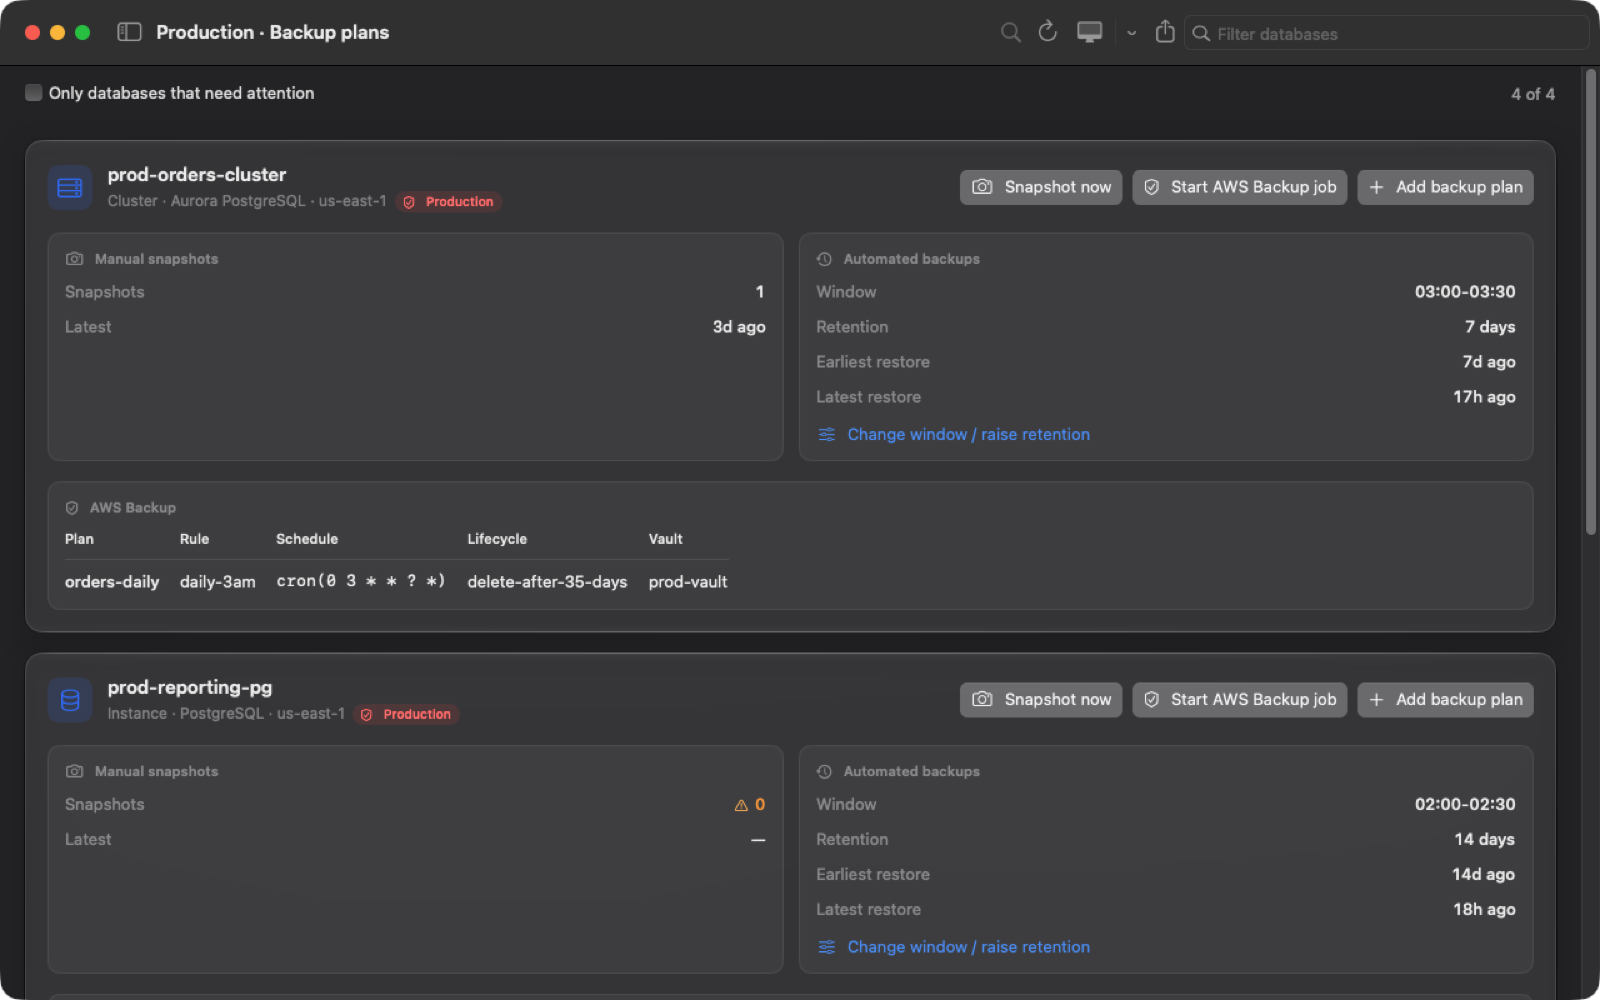 Production · Backup plans
Filter databases
Only databases that need attention
4 of 4
prod-orders-cluster
Cluster · Aurora PostgreSQL · us-east-1
Production
Snapshot now
Start AWS Backup job
Add backup plan
Manual snapshots
Snapshots 1
Latest 3d ago
Automated backups
Window 03:00-03:30
Retention 7 days
Earliest restore 7d ago
Latest restore 17h ago
Change window / raise retention
AWS Backup
Plan Rule Schedule Lifecycle Vault
orders-daily daily-3am cron(0 3 * * ? *) delete-after-35-days prod-vault
prod-reporting-pg
Instance · PostgreSQL · us-east-1
Production
Snapshot now
Start AWS Backup job
Add backup plan
Manual snapshots
Snapshots 0
Latest —
Automated backups
Window 02:00-02:30
Retention 14 days
Earliest restore 14d ago
Latest restore 18h ago
Change window / raise retention